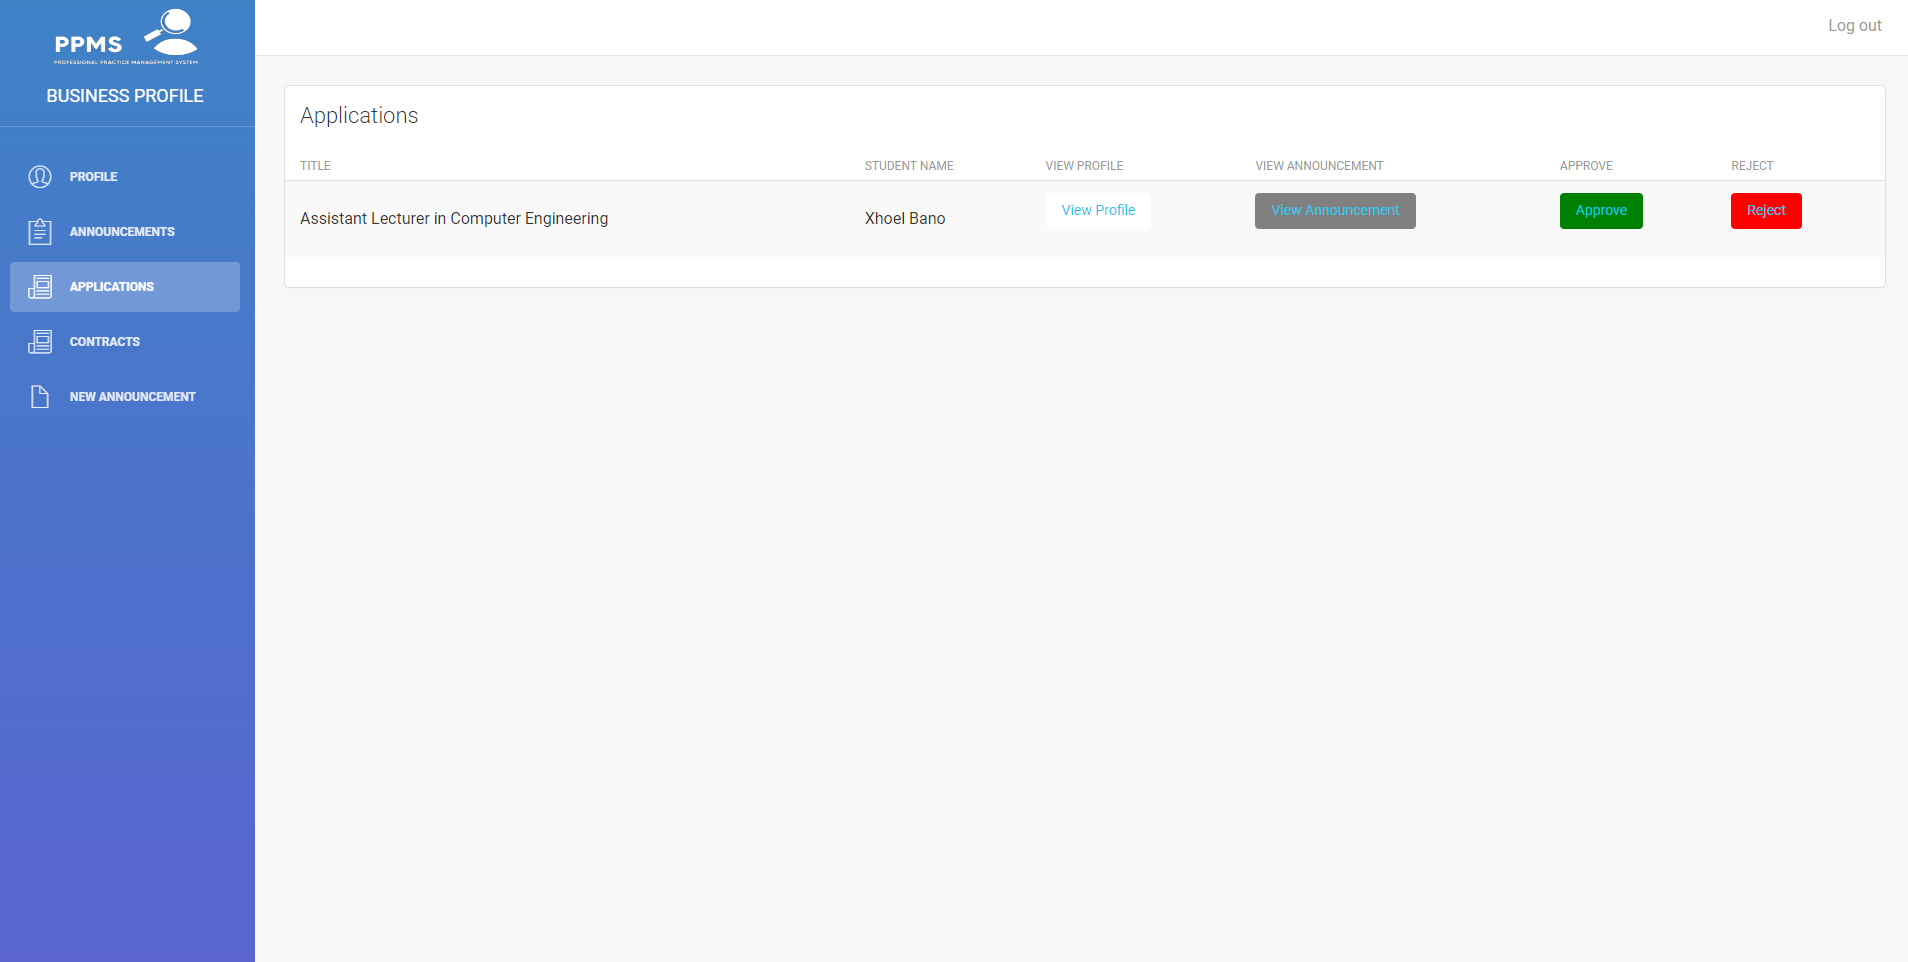 PPMS
PROFESSIONAL PRACTICE MANAGEMENT SYSTEM
BUSINESS PROFILE
PROFILE
ANNOUNCEMENTS
APPLICATIONS
CONTRACTS
NEW ANNOUNCEMENT
Log out
Applications
TITLE STUDENT NAME VIEW PROFILE VIEW ANNOUNCEMENT APPROVE REJECT
Assistant Lecturer in Computer Engineering Xhoel Bano View Profile View Announcement Approve Reject